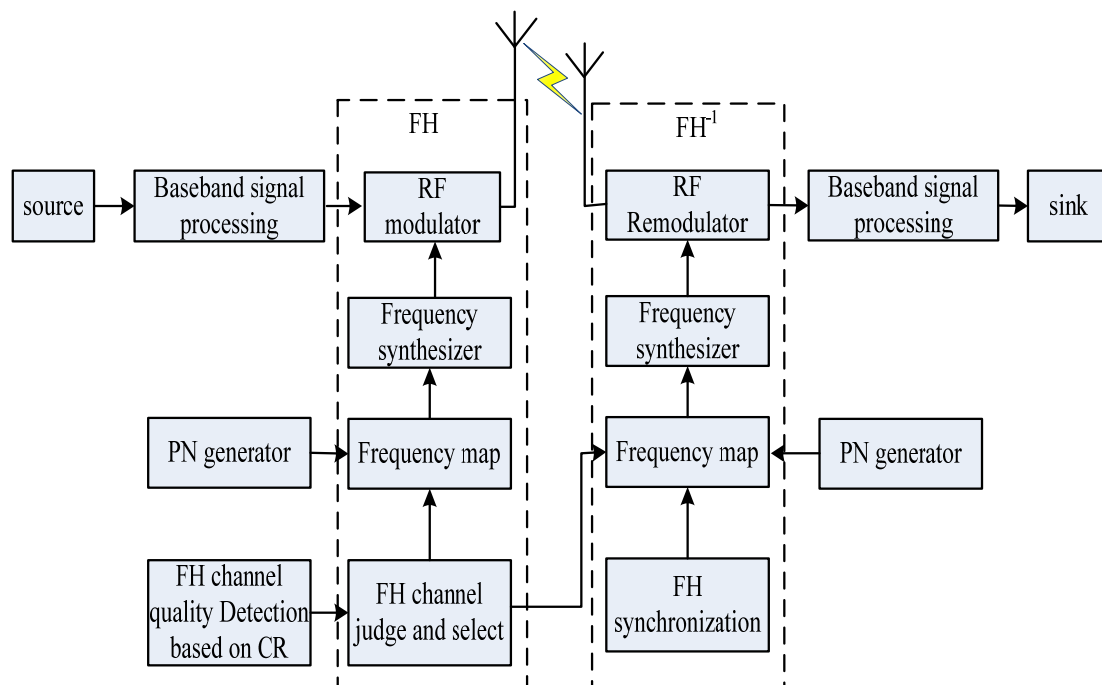 FH
FH-1
source
Baseband signal
processing
RF
modulator
RF
Remodulator
Baseband signal
processing
sink
Frequency
synthesizer
Frequency
synthesizer
PN generator
Frequency map
Frequency map
PN generator
FH channel
quality Detection
based on CR
FH channel
judge and select
FH
synchronization